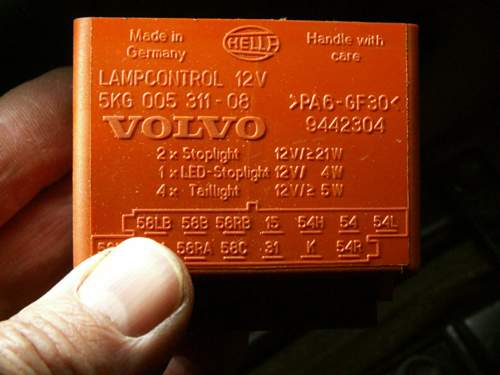 Made in Germany
HELLA
Handle with care
LAMPCONTROL 12V
5KG 005 311-08 >PA6-GF30<
VOLVO 9442304
2x Stoplight 12V/≥21W
1x LED-Stoplight 12V/ 4W
4x Taillight 12V/≥5W
58LB 58B 58RB 15 54H 54 54L
58RA 58C 31 K 54R